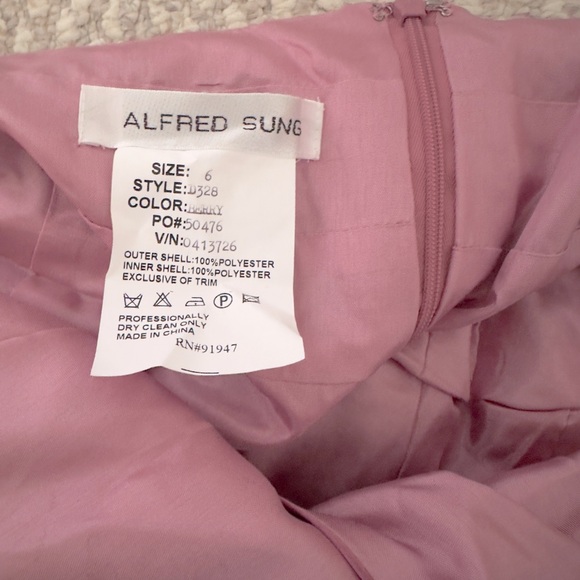 ALFRED SUNG
SIZE: 6
STYLE:D328
COLOR:
PO#:50476
V/N:0413726
OUTER SHELL:100%POLYESTER
INNER SHELL:100%POLYESTER
EXCLUSIVE OF TRIM
P
PROFESSIONALLY
DRY CLEAN ONLY
MADE IN CHINA
RN#91947